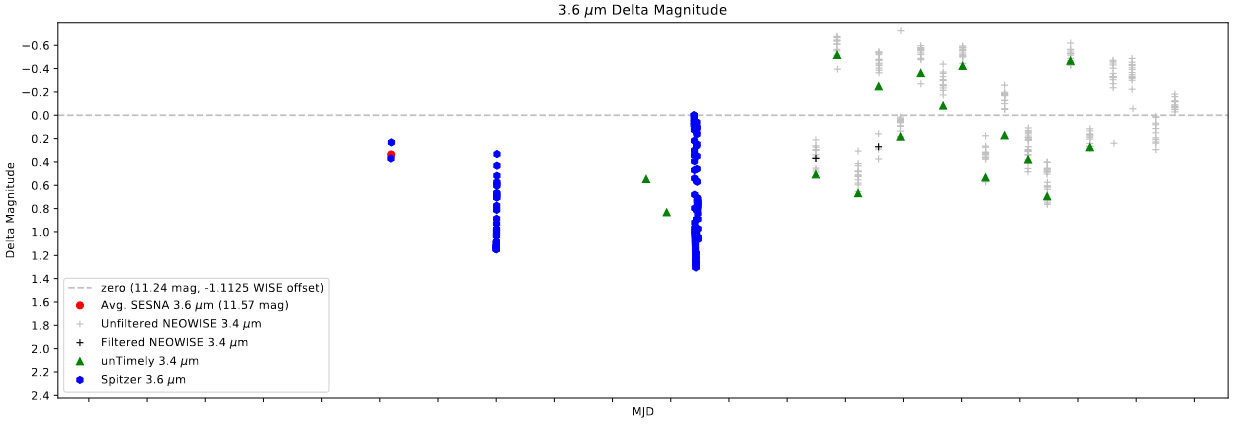 3.6 μm Delta Magnitude
Delta Magnitude
−0.6
−0.4
−0.2
0.0
0.2
0.4
0.6
0.8
1.0
1.2
1.4
1.6
1.8
2.0
2.2
2.4
zero (11.24 mag, -1.1125 WISE offset)
Avg. SESNA 3.6 μm (11.57 mag)
Unfiltered NEOWISE 3.4 μm
Filtered NEOWISE 3.4 μm
unTimely 3.4 μm
Spitzer 3.6 μm
MJD